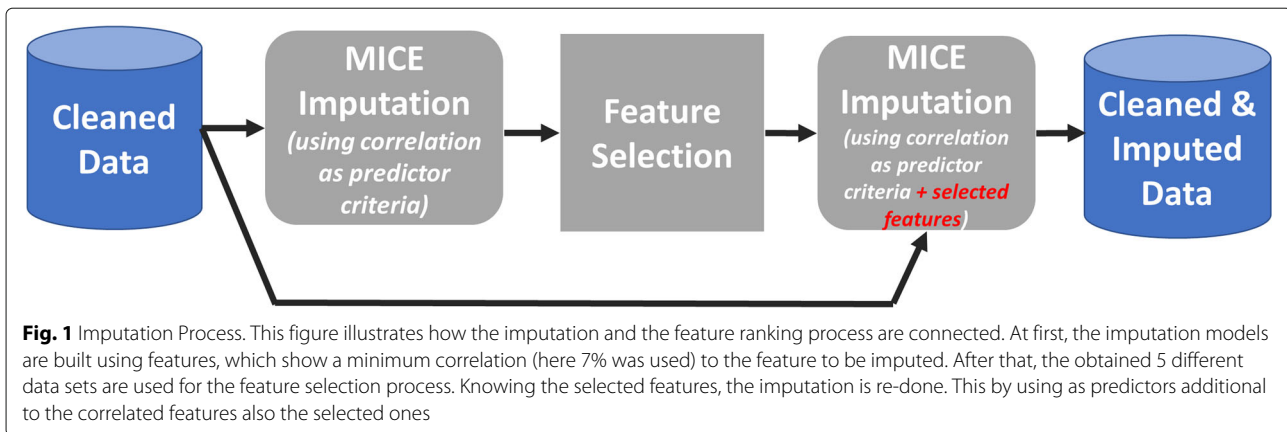 Cleaned
Data
MICE
Imputation
(using correlation
as predictor
criteria)
Feature
Selection
MICE
Imputation
(using correlation
as predictor
criteria + selected
features)
Cleaned &
Imputed
Data
Fig. 1 Imputation Process. This figure illustrates how the imputation and the feature ranking process are connected. At first, the imputation models
are built using features, which show a minimum correlation (here 7% was used) to the feature to be imputed. After that, the obtained 5 different
data sets are used for the feature selection process. Knowing the selected features, the imputation is re-done. This by using as predictors additional
to the correlated features also the selected ones